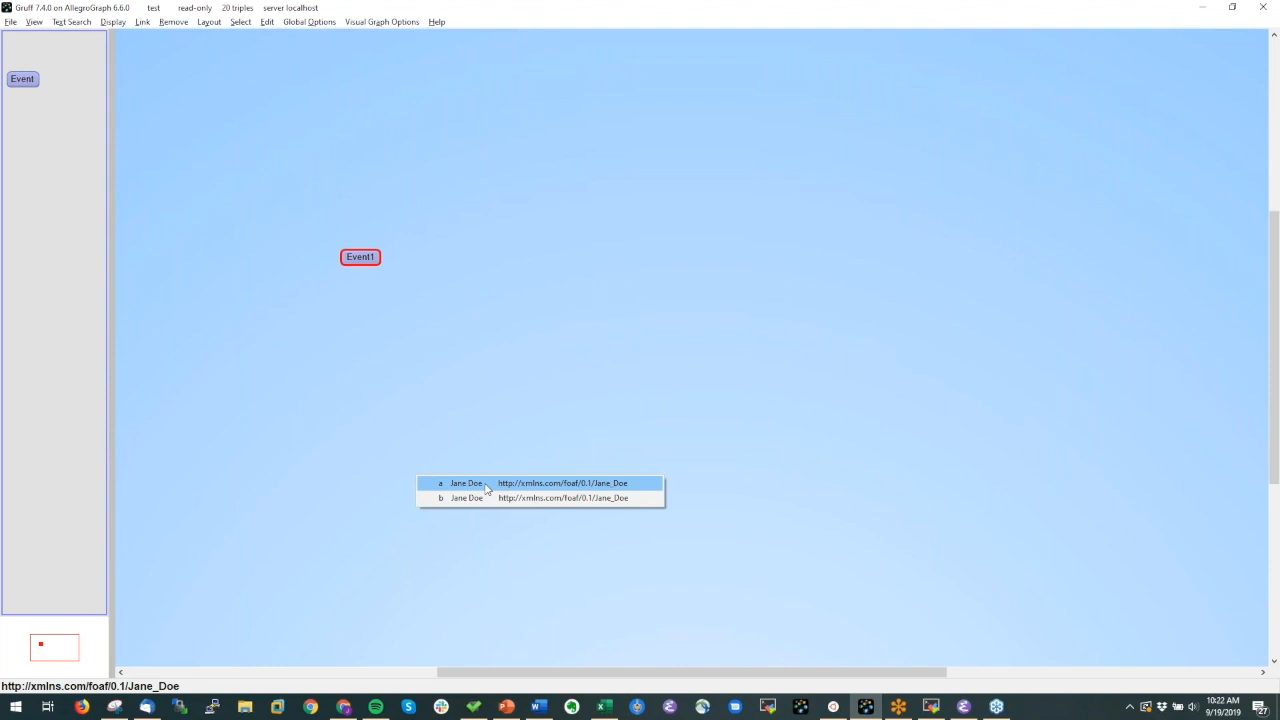 Gruff 7.4.0 on AllegroGraph 6.6.0 test read-only 20 triples server localhost
File View Text Search Display Link Remove Layout Select Edit Global Options Visual Graph Options Help
Event
Event1
a Jane Doe http://xmlns.com/foaf/0.1/Jane_Doe
b Jane Doe http://xmlns.com/foaf/0.1/Jane_Doe
http://xmlns.com/foaf/0.1/Jane_Doe
10:22 AM
9/19/2019
27